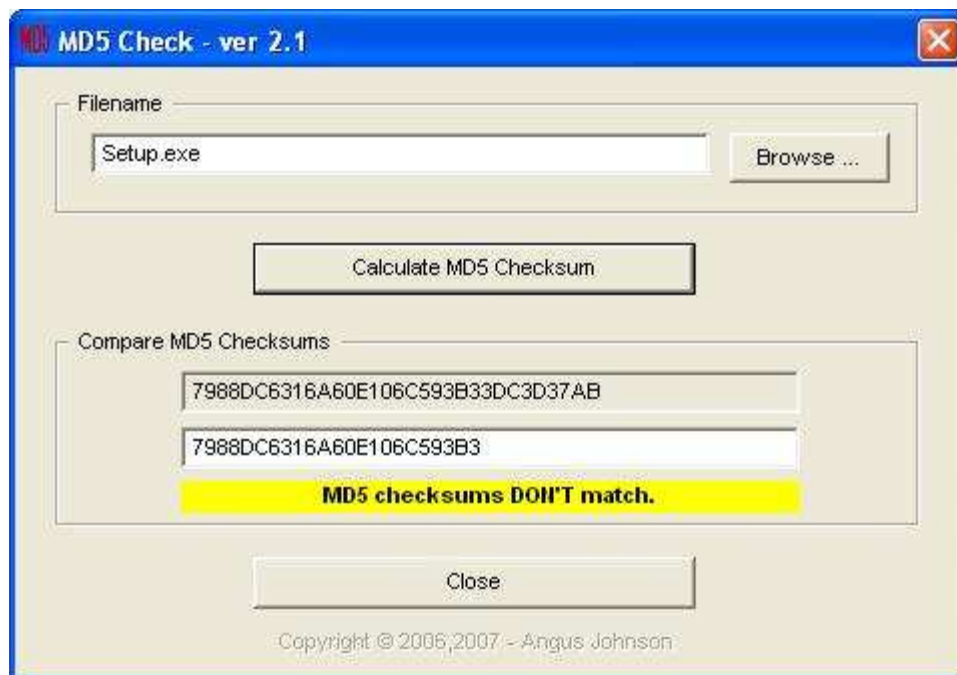 MD5 MD5 Check - ver 2.1
Filename
Setup.exe
Browse ...
Calculate MD5 Checksum
Compare MD5 Checksums
7988DC6316A60E106C593B33DC3D37AB
7988DC6316A60E106C593B3
MD5 checksums DON'T match.
Close
Copyright © 2006,2007 - Angus Johnson